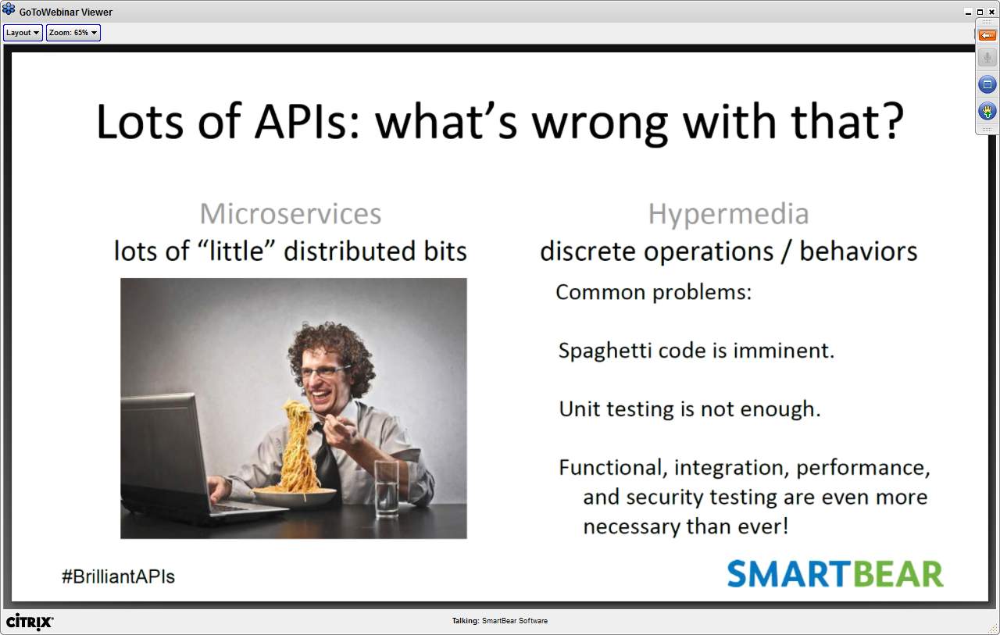 GoToWebinar Viewer
Layout
Zoom: 65%
Lots of APIs: what’s wrong with that?
Microservices
lots of “little” distributed bits
Hypermedia
discrete operations / behaviors
Common problems:
Spaghetti code is imminent.
Unit testing is not enough.
Functional, integration, performance,
and security testing are even more
necessary than ever!
#BrilliantAPIs
SMARTBEAR
CİTRIX
Talking: SmartBear Software